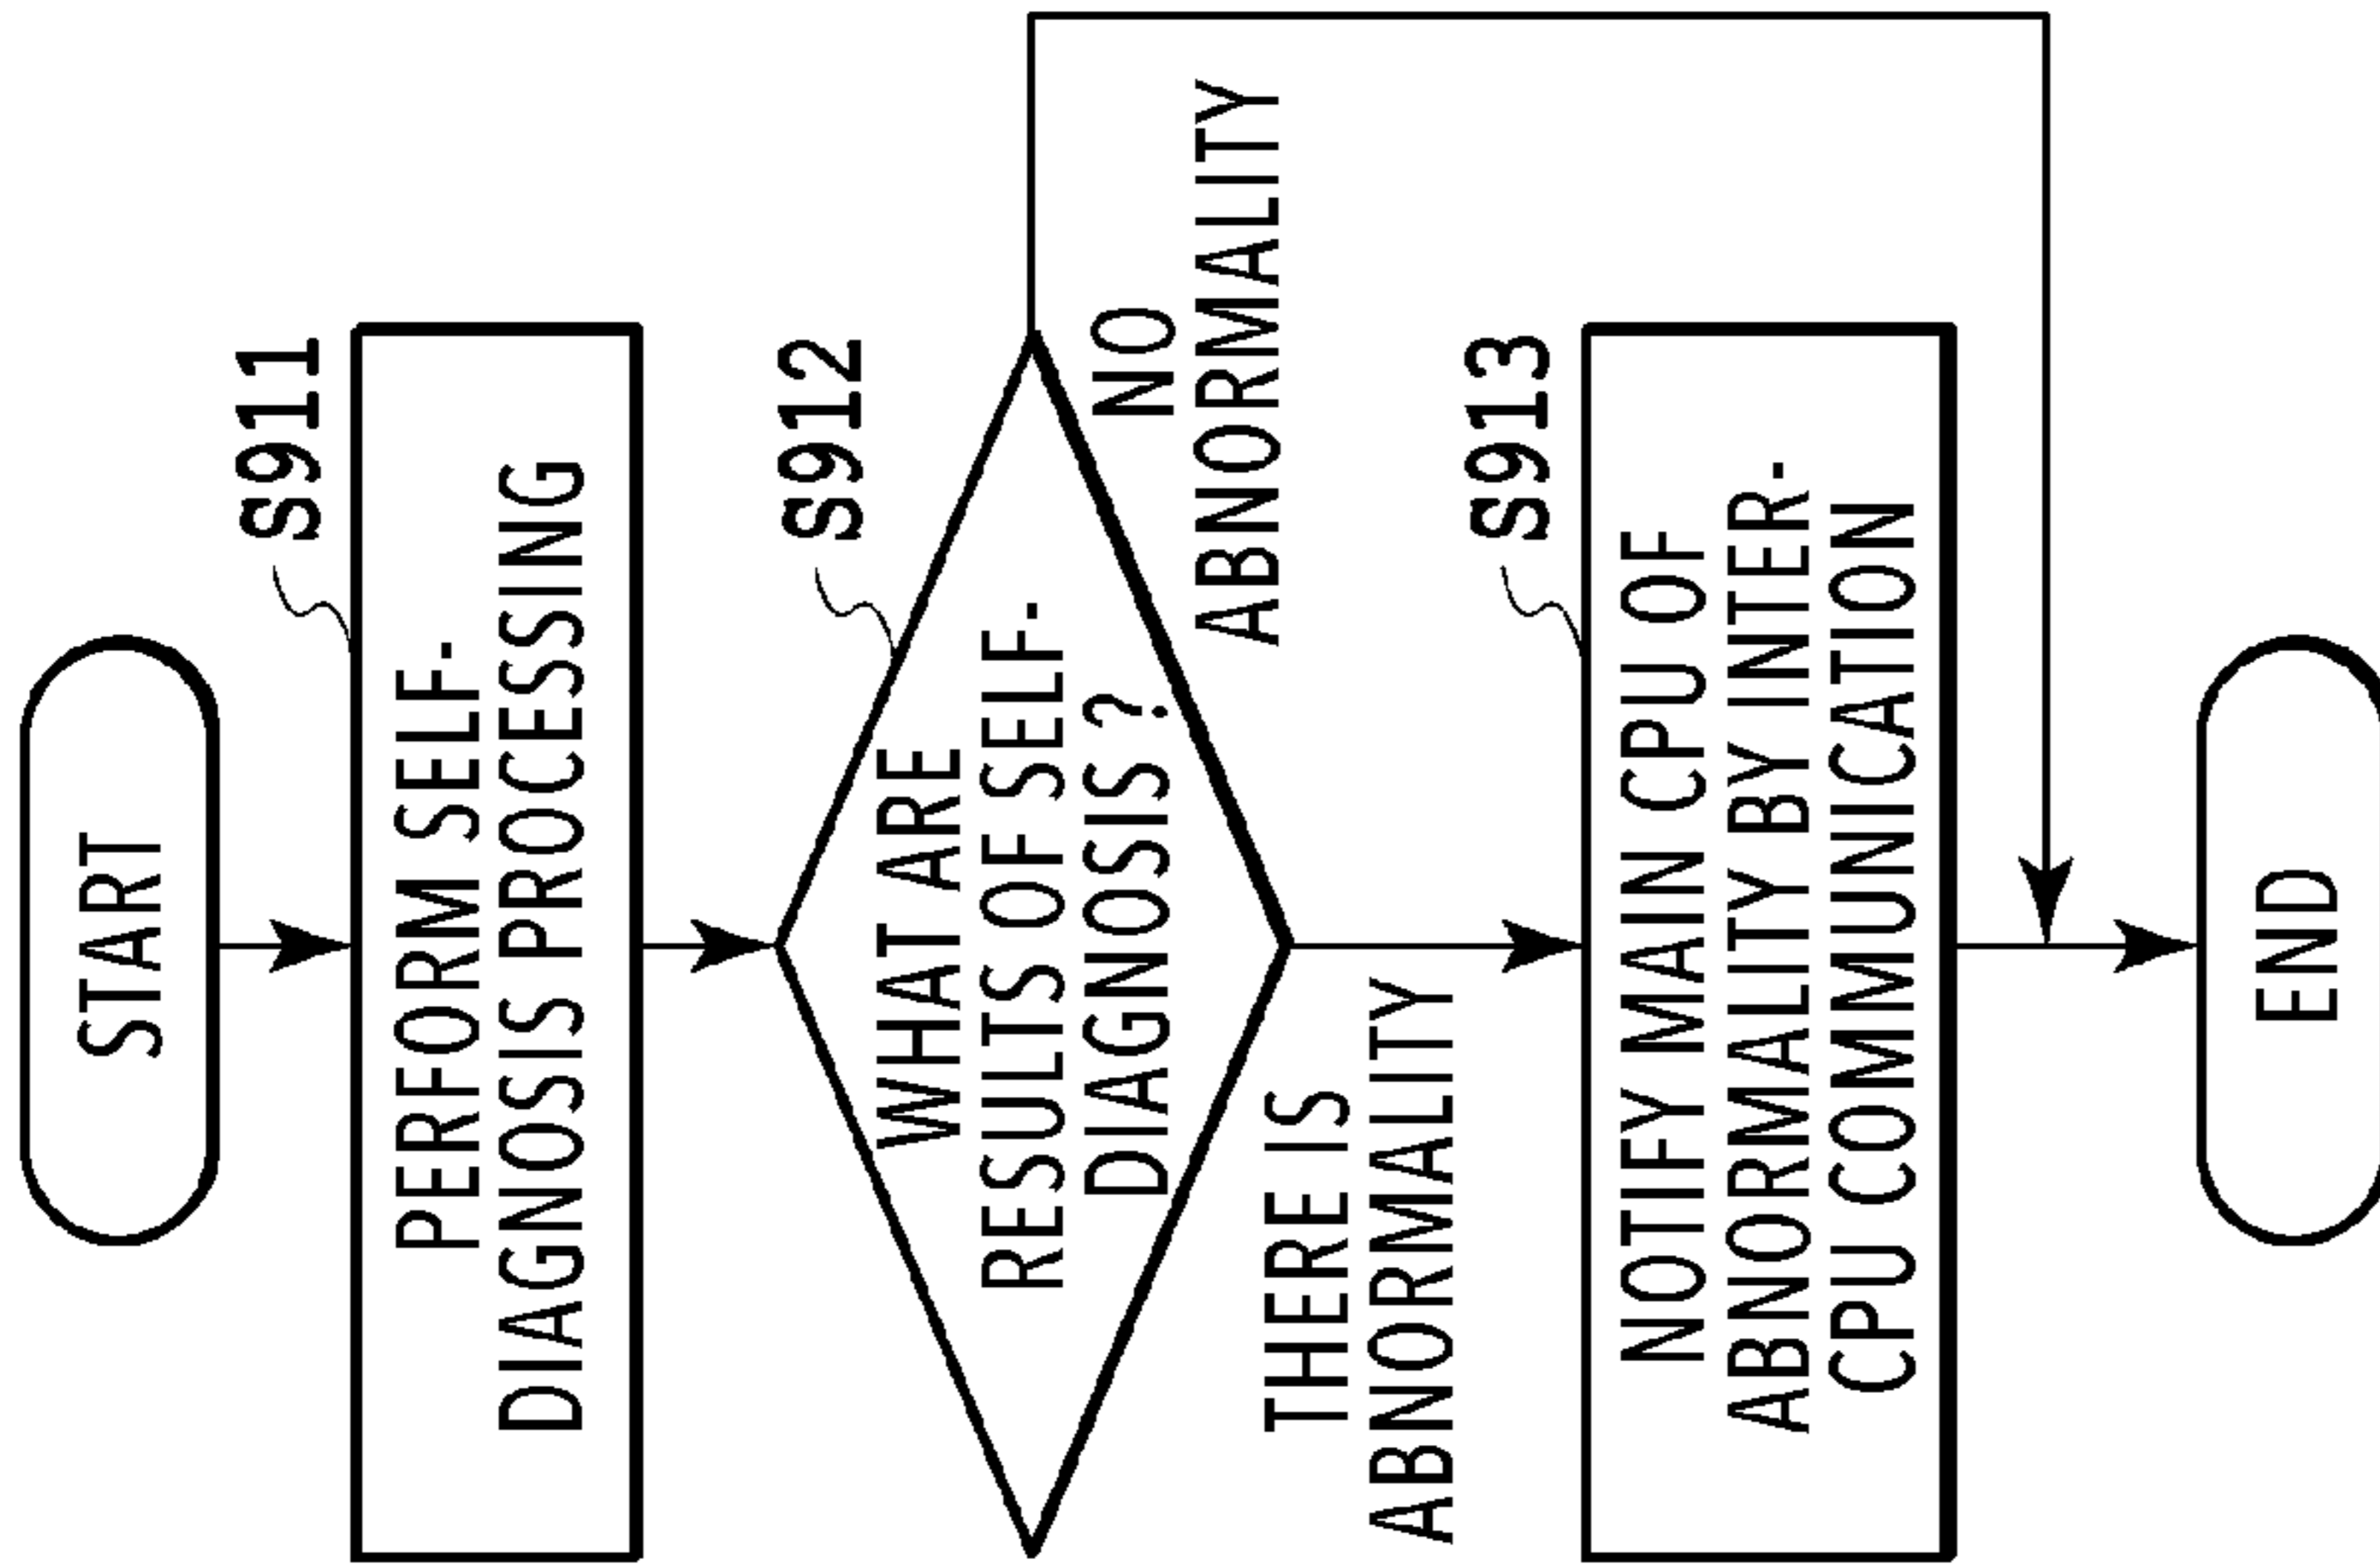 START
S911
PERFORM SELF-
DIAGNOSIS PROCESSING
S912
WHAT ARE
RESULTS OF SELF-
DIAGNOSIS ?
NO
ABNORMALITY
THERE IS
ABNORMALITY
S913
NOTIFY MAIN CPU OF
ABNORMALITY BY INTER-
CPU COMMUNICATION
END